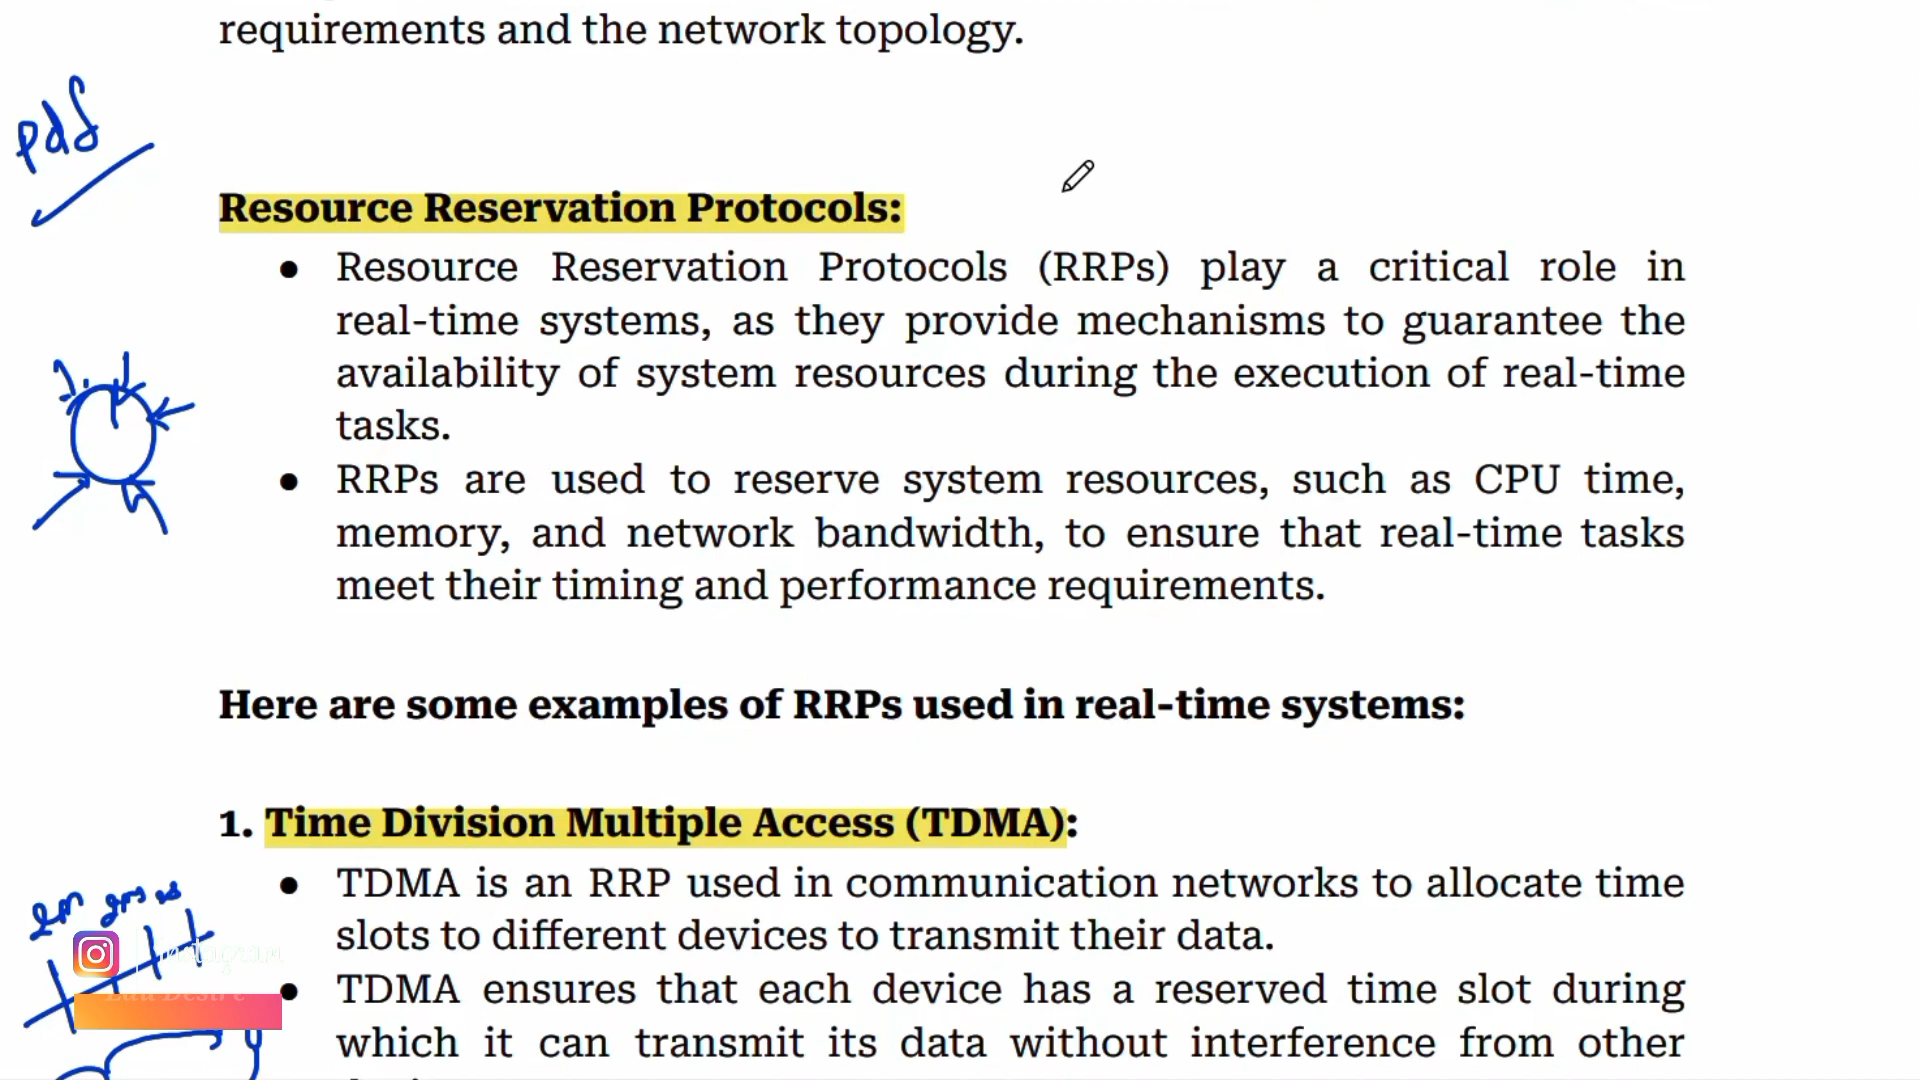 requirements and the network topology.
pdf
Resource Reservation Protocols:
● Resource Reservation Protocols (RRPs) play a critical role in
real-time systems, as they provide mechanisms to guarantee the
availability of system resources during the execution of real-time
tasks.
● RRPs are used to reserve system resources, such as CPU time,
memory, and network bandwidth, to ensure that real-time tasks
meet their timing and performance requirements.
Here are some examples of RRPs used in real-time systems:
1. Time Division Multiple Access (TDMA):
● TDMA is an RRP used in communication networks to allocate time
slots to different devices to transmit their data.
Instagram
Edu Desire
● TDMA ensures that each device has a reserved time slot during
which it can transmit its data without interference from other